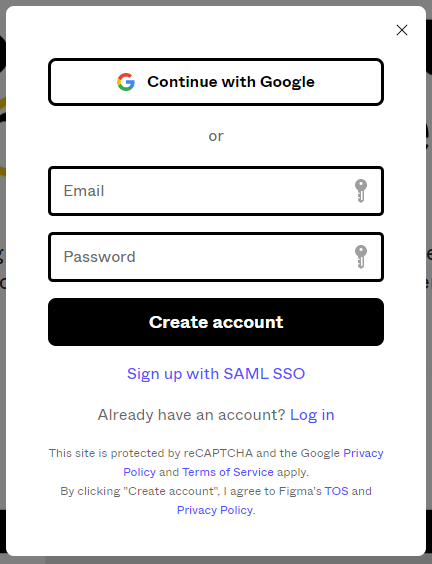 Continue with Google
or
Email
Password
Create account
Sign up with SAML SSO
Already have an account? Log in
This site is protected by reCAPTCHA and the Google Privacy
Policy and Terms of Service apply.
By clicking "Create account", I agree to Figma's TOS and
Privacy Policy.